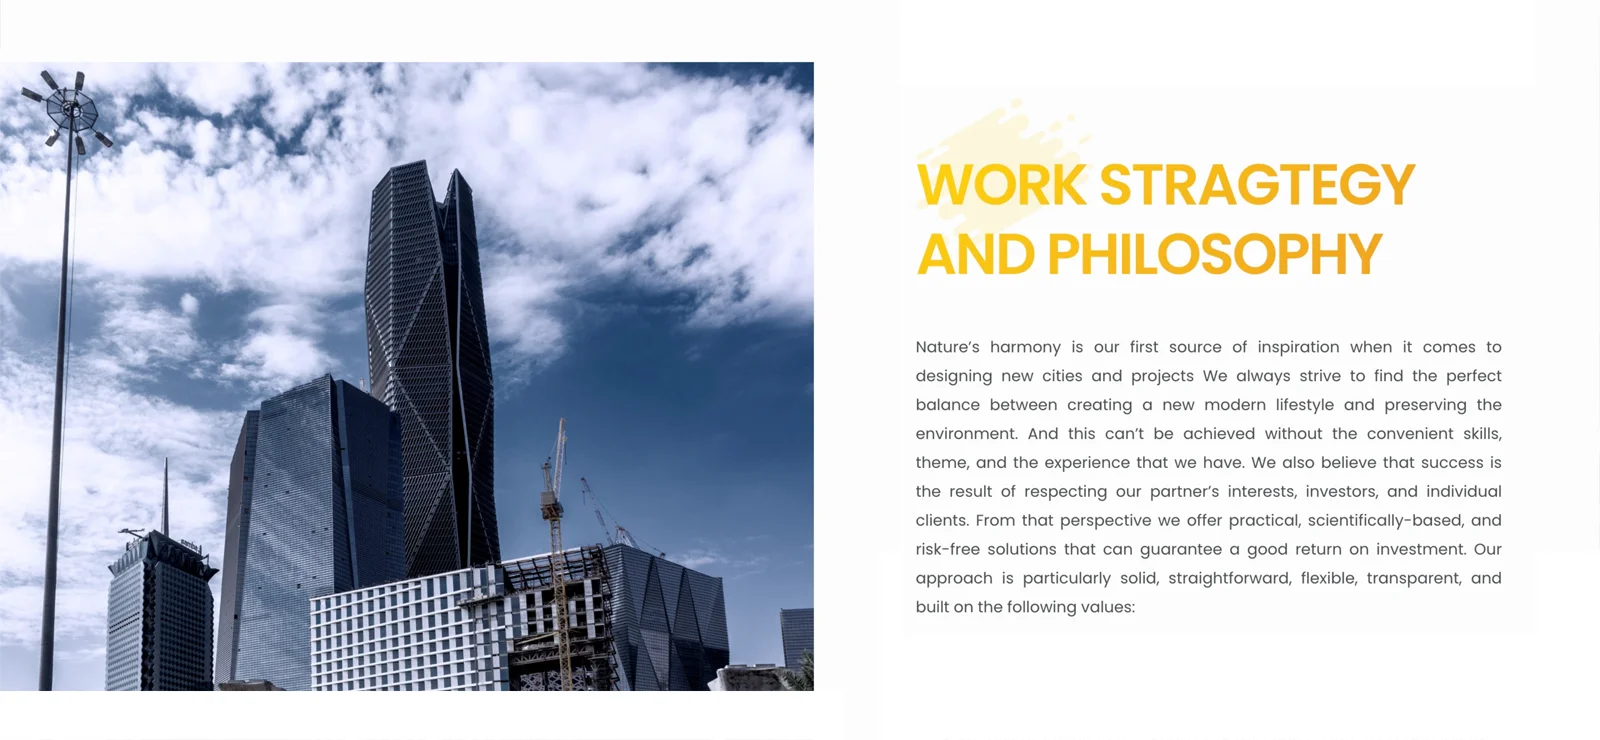 WORK STRAGTEGY
AND PHILOSOPHY
Nature’s harmony is our first source of inspiration when it comes to
designing new cities and projects We always strive to find the perfect
balance between creating a new modern lifestyle and preserving the
environment. And this can’t be achieved without the convenient skills,
theme, and the experience that we have. We also believe that success is
the result of respecting our partner’s interests, investors, and individual
clients. From that perspective we offer practical, scientifically-based, and
risk-free solutions that can guarantee a good return on investment. Our
approach is particularly solid, straightforward, flexible, transparent, and
built on the following values: